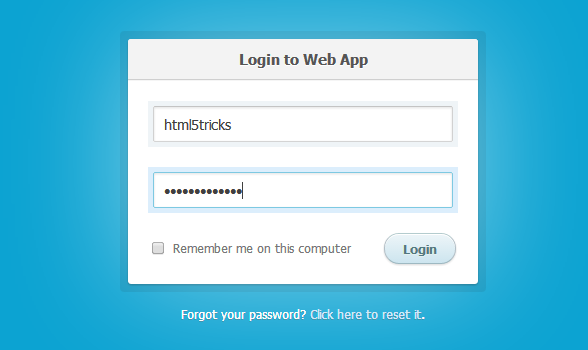 Login to Web App
html5tricks
•••••••••••••
Remember me on this computer
Login
Forgot your password? Click here to reset it.